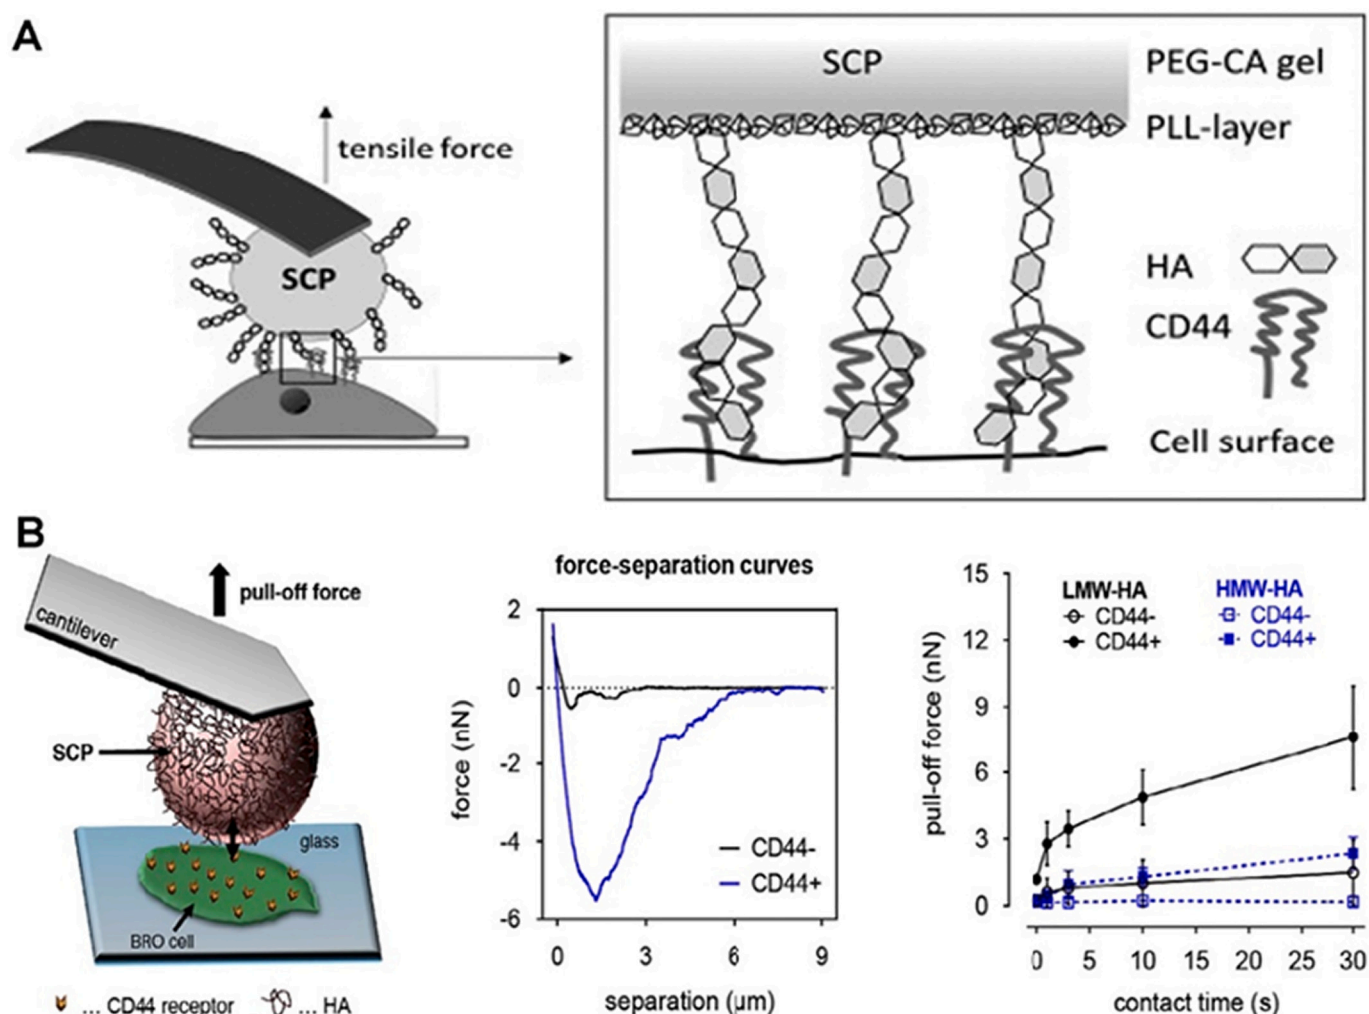 A
tensile force
SCP
SCP
PEG-CA gel
PLL-layer
HA
CD44
Cell surface
B
cantilever
pull-off force
SCP
glass
BRO cell
... CD44 receptor
... HA
force-separation curves
force (nN)
2
0
-2
-4
-6
CD44-
CD44+
0 3 6 9
separation (μm)
pull-off force (nN)
15
12
9
6
3
0
LMW-HA
CD44-
CD44+
HMW-HA
CD44-
CD44+
0 5 10 15 20 25 30
contact time (s)